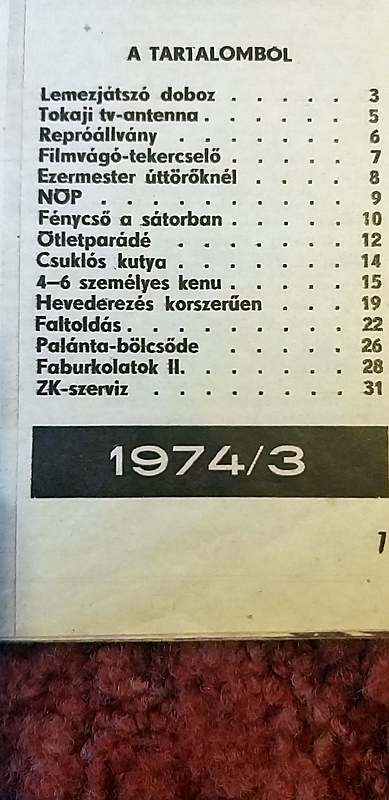 A TARTALOMBÓL
Lemezjátszó doboz . . . . . . 3
Tokaji tv-antenna . . . . . . . 5
Repróállvány . . . . . . . . 6
Filmvágó-tekercselő . . . . . . 7
Ezermester úttörőknél . . . . . 8
NÖP . . . . . . . . . . . 9
Fénycső a sátorban . . . . . . 10
Ötletparádé . . . . . . . . 12
Csuklós kutya . . . . . . . . 14
4–6 személyes kenu . . . . . . 15
Hevederezés korszerűen . . . . 19
Faltoldás . . . . . . . . . . 22
Palánta-bölcsőde . . . . . . 26
Faburkolatok II. . . . . . . . . 28
ZK-szerviz . . . . . . . . . 31
1974/3